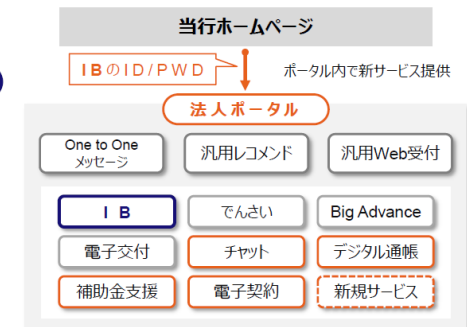 当行ホームページ
IBのID/PWD
ポータル内で新サービス提供
法人ポータル
One to One
メッセージ
汎用レコメンド
汎用Web受付
IB
でんさい
Big Advance
電子交付
チャット
デジタル通帳
補助金支援
電子契約
新規サービス